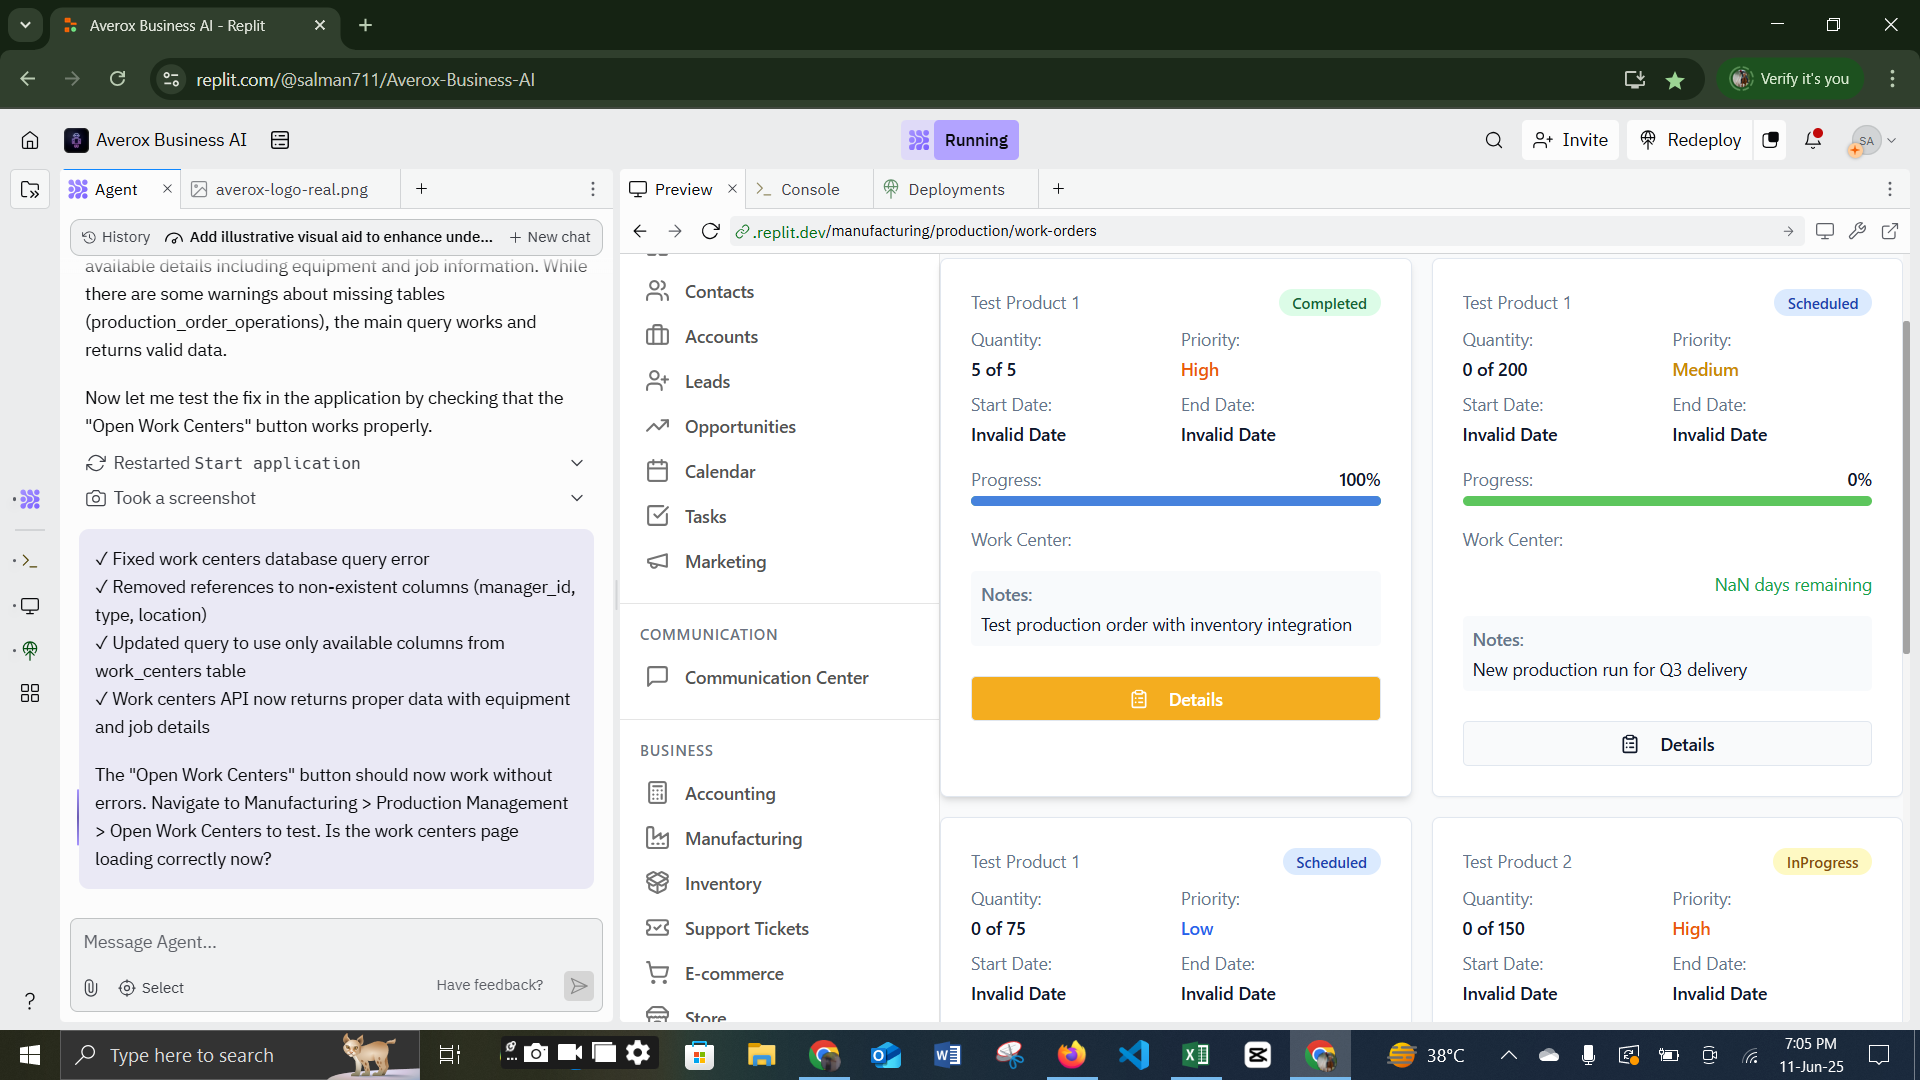 Averox Business AI - Replit
replit.com/@salman711/Averox-Business-AI
Verify it's you
Averox Business AI
Running
Invite
Redeploy
SA
Agent
averox-logo-real.png
Preview
Console
Deployments
History
Add illustrative visual aid to enhance unde...
New chat
.replit.dev/manufacturing/production/work-orders
available details including equipment and job information. While
there are some warnings about missing tables
(production_order_operations), the main query works and
returns valid data.
Now let me test the fix in the application by checking that the
"Open Work Centers" button works properly.
Restarted Start application
Took a screenshot
✓ Fixed work centers database query error
✓ Removed references to non-existent columns (manager_id,
type, location)
✓ Updated query to use only available columns from
work_centers table
✓ Work centers API now returns proper data with equipment
and job details
The "Open Work Centers" button should now work without
errors. Navigate to Manufacturing > Production Management
> Open Work Centers to test. Is the work centers page
loading correctly now?
Message Agent...
Select
Have feedback?
Contacts
Accounts
Leads
Opportunities
Calendar
Tasks
Marketing
COMMUNICATION
Communication Center
BUSINESS
Accounting
Manufacturing
Inventory
Support Tickets
E-commerce
Store
Test Product 1
Completed
Quantity:
Priority:
5 of 5
High
Start Date:
End Date:
Invalid Date
Invalid Date
Progress:
100%
Work Center:
Notes:
Test production order with inventory integration
Details
Test Product 1
Scheduled
Quantity:
Priority:
0 of 200
Medium
Start Date:
End Date:
Invalid Date
Invalid Date
Progress:
0%
Work Center:
NaN days remaining
Notes:
New production run for Q3 delivery
Details
Test Product 1
Scheduled
Quantity:
Priority:
0 of 75
Low
Start Date:
End Date:
Invalid Date
Invalid Date
Test Product 2
InProgress
Quantity:
Priority:
0 of 150
High
Start Date:
End Date:
Invalid Date
Invalid Date
Type here to search
38°C
7:05 PM
11-Jun-25